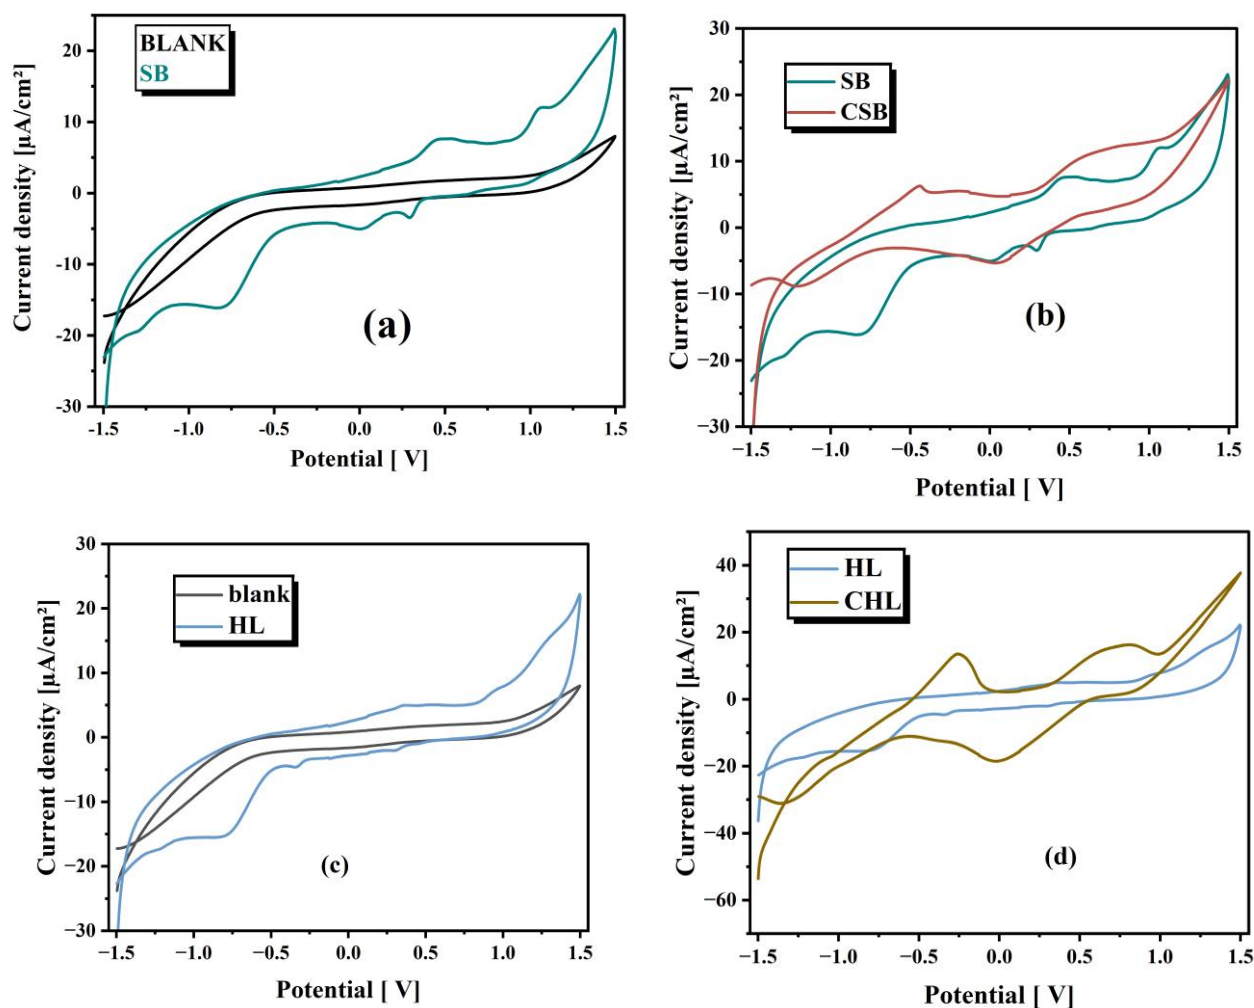 BLANK
SB
20
10
0
-10
-20
-30
Current density [µA/cm²]
(a)
-1.5 -1.0 -0.5 0.0 0.5 1.0 1.5
Potential [ V]
SB
CSB
30
20
10
0
−10
−20
−30
Current density [µA/cm²]
(b)
−1.5 −1.0 −0.5 0.0 0.5 1.0 1.5
Potential [ V]
blank
HL
30
20
10
0
−10
−20
−30
Current density [µA/cm²]
(c)
−1.5 −1.0 −0.5 0.0 0.5 1.0 1.5
Potential [ V]
HL
CHL
40
20
0
−20
−40
−60
Current density [µA/cm²]
(d)
−1.5 −1.0 −0.5 0.0 0.5 1.0 1.5
Potential [ V]